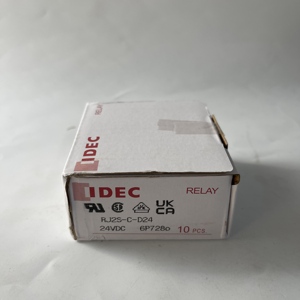 IDEC
IDEC
RELAY
UK
CA
RJ2S-C-D24
24VDC 6P728o 10 PCS